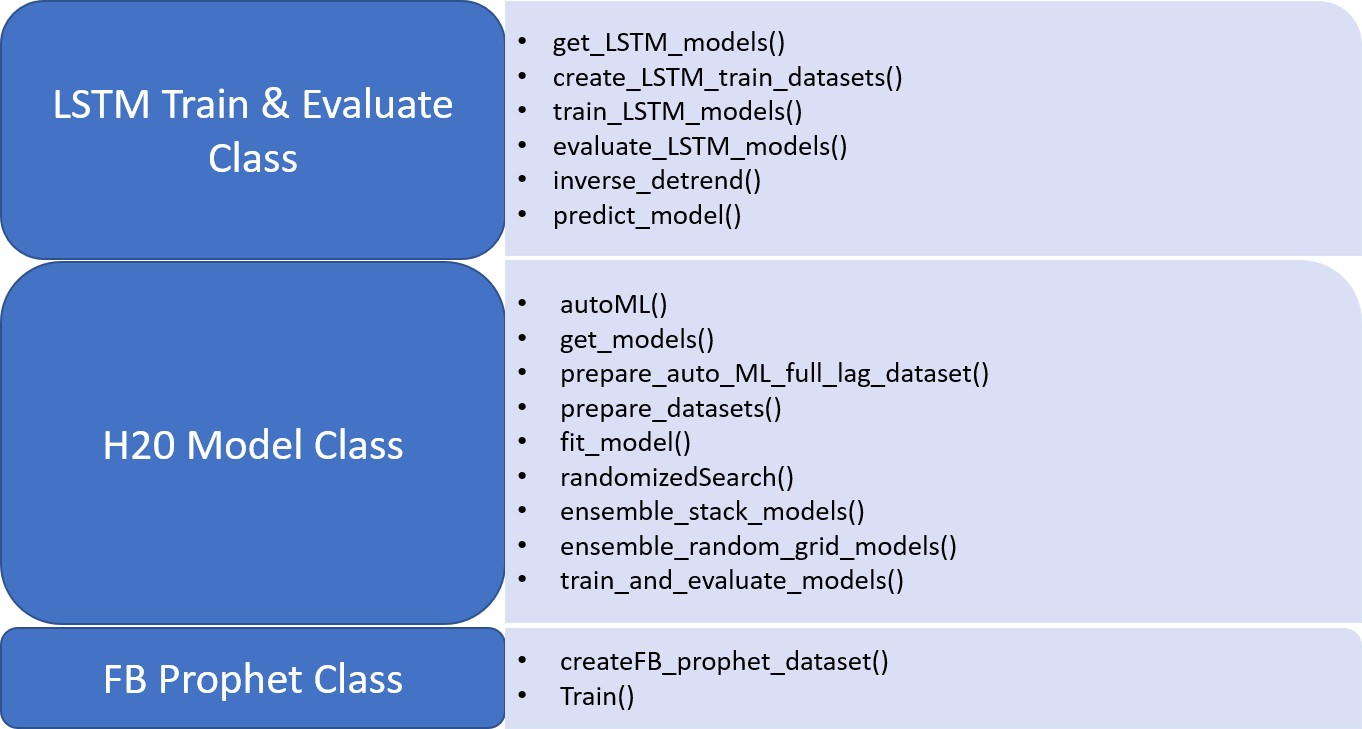 LSTM Train & Evaluate
Class
• get_LSTM_models()
• create_LSTM_train_datasets()
• train_LSTM_models()
• evaluate_LSTM_models()
• inverse_detrend()
• predict_model()
H20 Model Class
• autoML()
• get_models()
• prepare_auto_ML_full_lag_dataset()
• prepare_datasets()
• fit_model()
• randomizedSearch()
• ensemble_stack_models()
• ensemble_random_grid_models()
• train_and_evaluate_models()
FB Prophet Class
• createFB_prophet_dataset()
• Train()